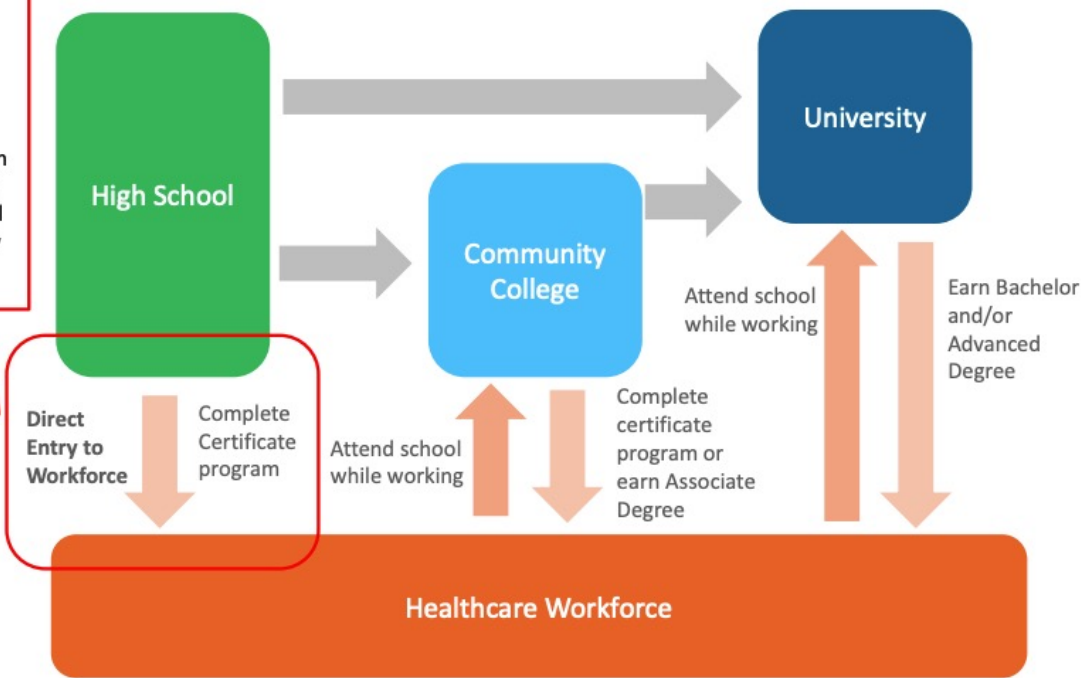 High School
University
Community
College
Attend school
while working
Earn Bachelor
and/or
Advanced
Degree
Direct
Entry to
Workforce
Complete
Certificate
program
Attend school
while working
Complete
certificate
program or
earn Associate
Degree
Healthcare Workforce